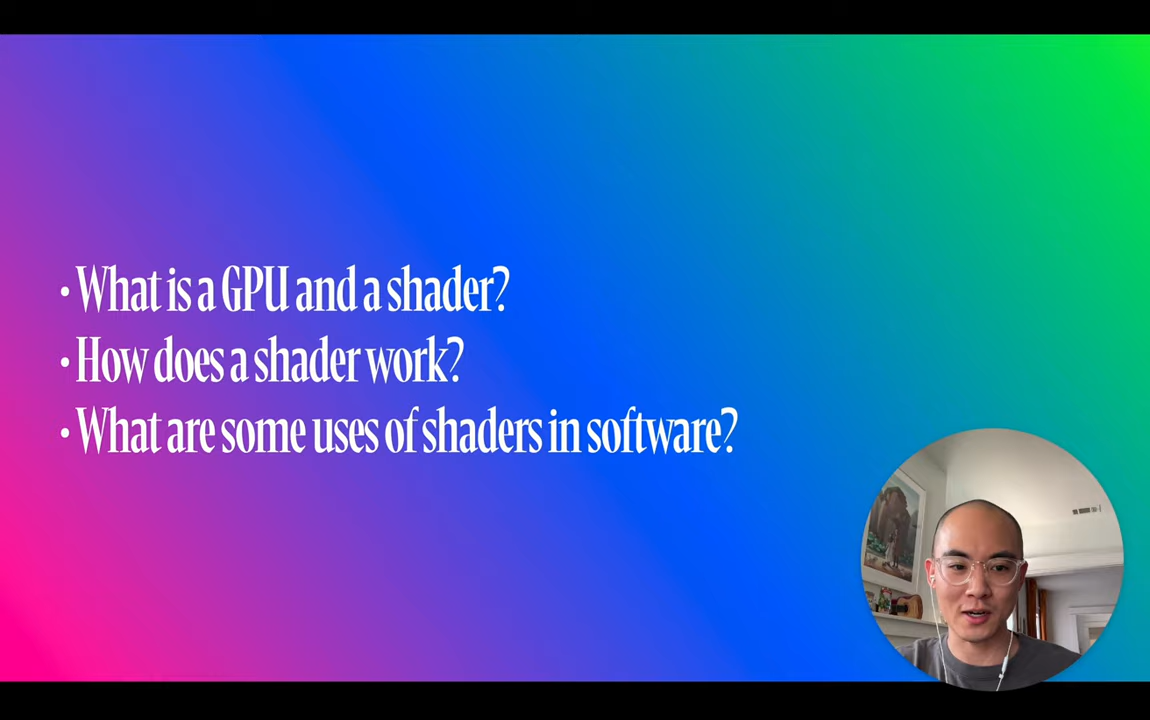 • What is a GPU and a shader?
• How does a shader work?
• What are some uses of shaders in software?